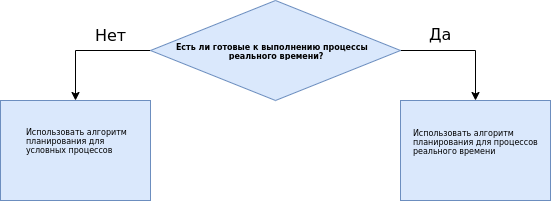 Нет
Да
Есть ли готовые к выполнению процессы
реального времени?
Использовать алгоритм
планирования для
условных процессов
Использовать алгоритм
планирования для процессов
реального времени